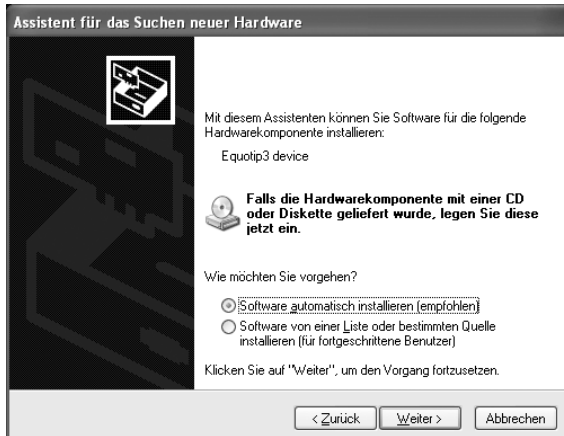 Assistent für das Suchen neuer Hardware
Mit diesem Assistenten können Sie Software für die folgende
Hardwarekomponente installieren:
Equotip3 device
Falls die Hardwarekomponente mit einer CD
oder Diskette geliefert wurde, legen Sie diese
jetzt ein.
Wie möchten Sie vorgehen?
Software automatisch installieren (empfohlen)
Software von einer Liste oder bestimmten Quelle
installieren (für fortgeschrittene Benutzer)
Klicken Sie auf "Weiter", um den Vorgang fortzusetzen.
< Zurück Weiter > Abbrechen